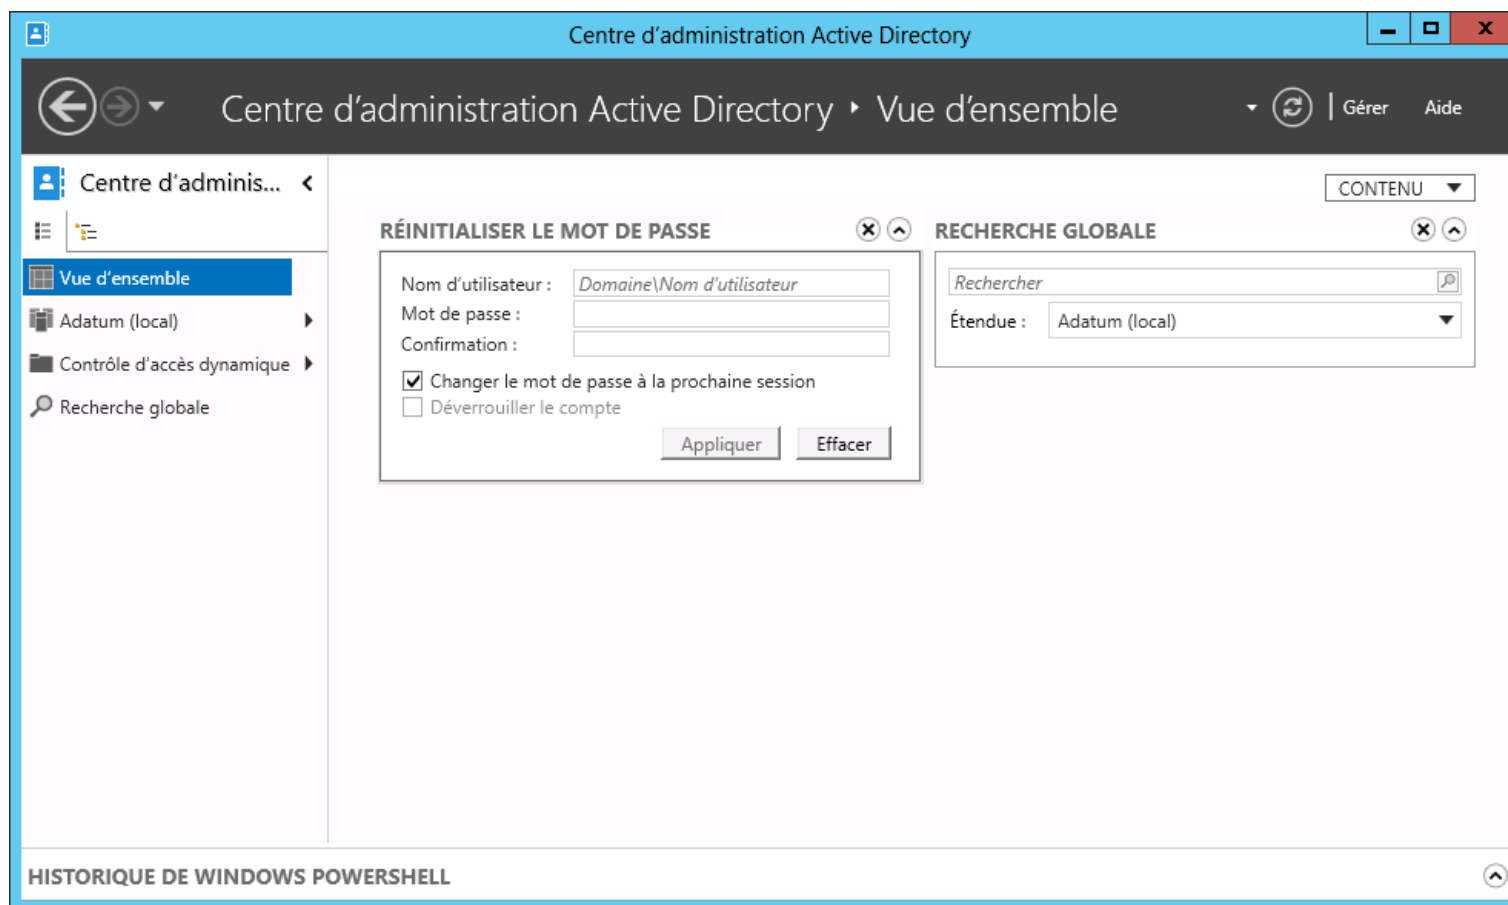 Centre d'administration Active Directory
Centre d'administration Active Directory ‣ Vue d'ensemble
Gérer
Aide
Centre d'adminis...
CONTENU
Vue d'ensemble
Adatum (local)
Contrôle d'accès dynamique
Recherche globale
RÉINITIALISER LE MOT DE PASSE
Nom d'utilisateur :
Domaine\Nom d'utilisateur
Mot de passe :
Confirmation :
Changer le mot de passe à la prochaine session
Déverrouiller le compte
Appliquer
Effacer
RECHERCHE GLOBALE
Rechercher
Étendue :
Adatum (local)
HISTORIQUE DE WINDOWS POWERSHELL